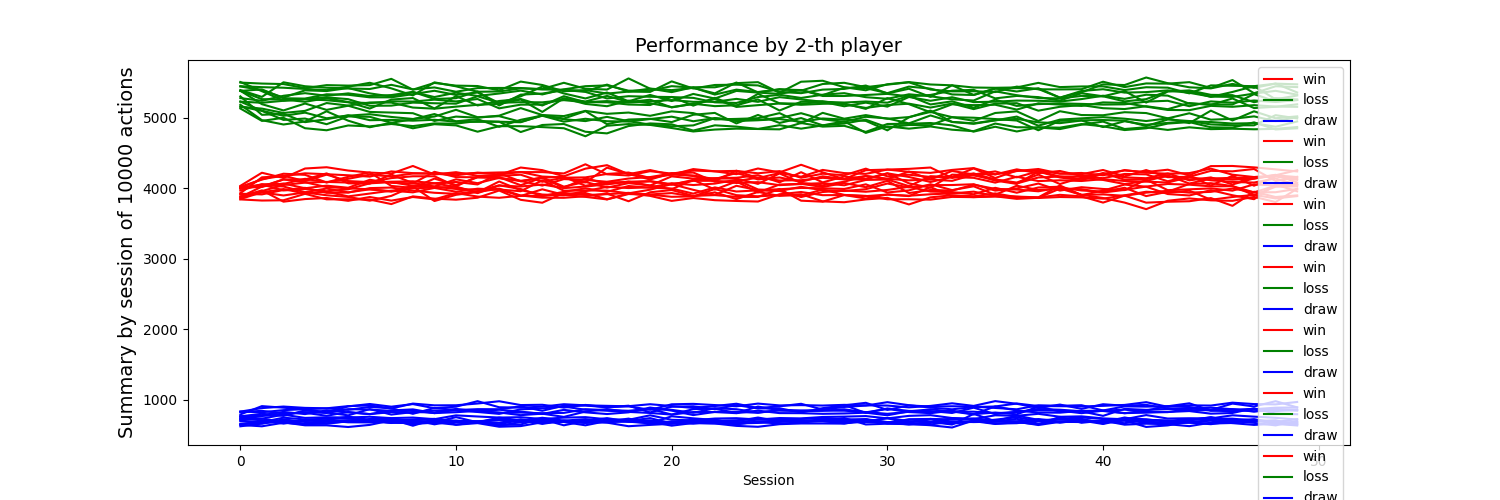 Performance by 2-th player
Summary by session of 10000 actions
5000
4000
3000
2000
1000
0
10
20
30
40
50
Session
win
loss
draw
win
loss
draw
win
loss
draw
win
loss
draw
win
loss
draw
win
loss
draw
win
loss
draw